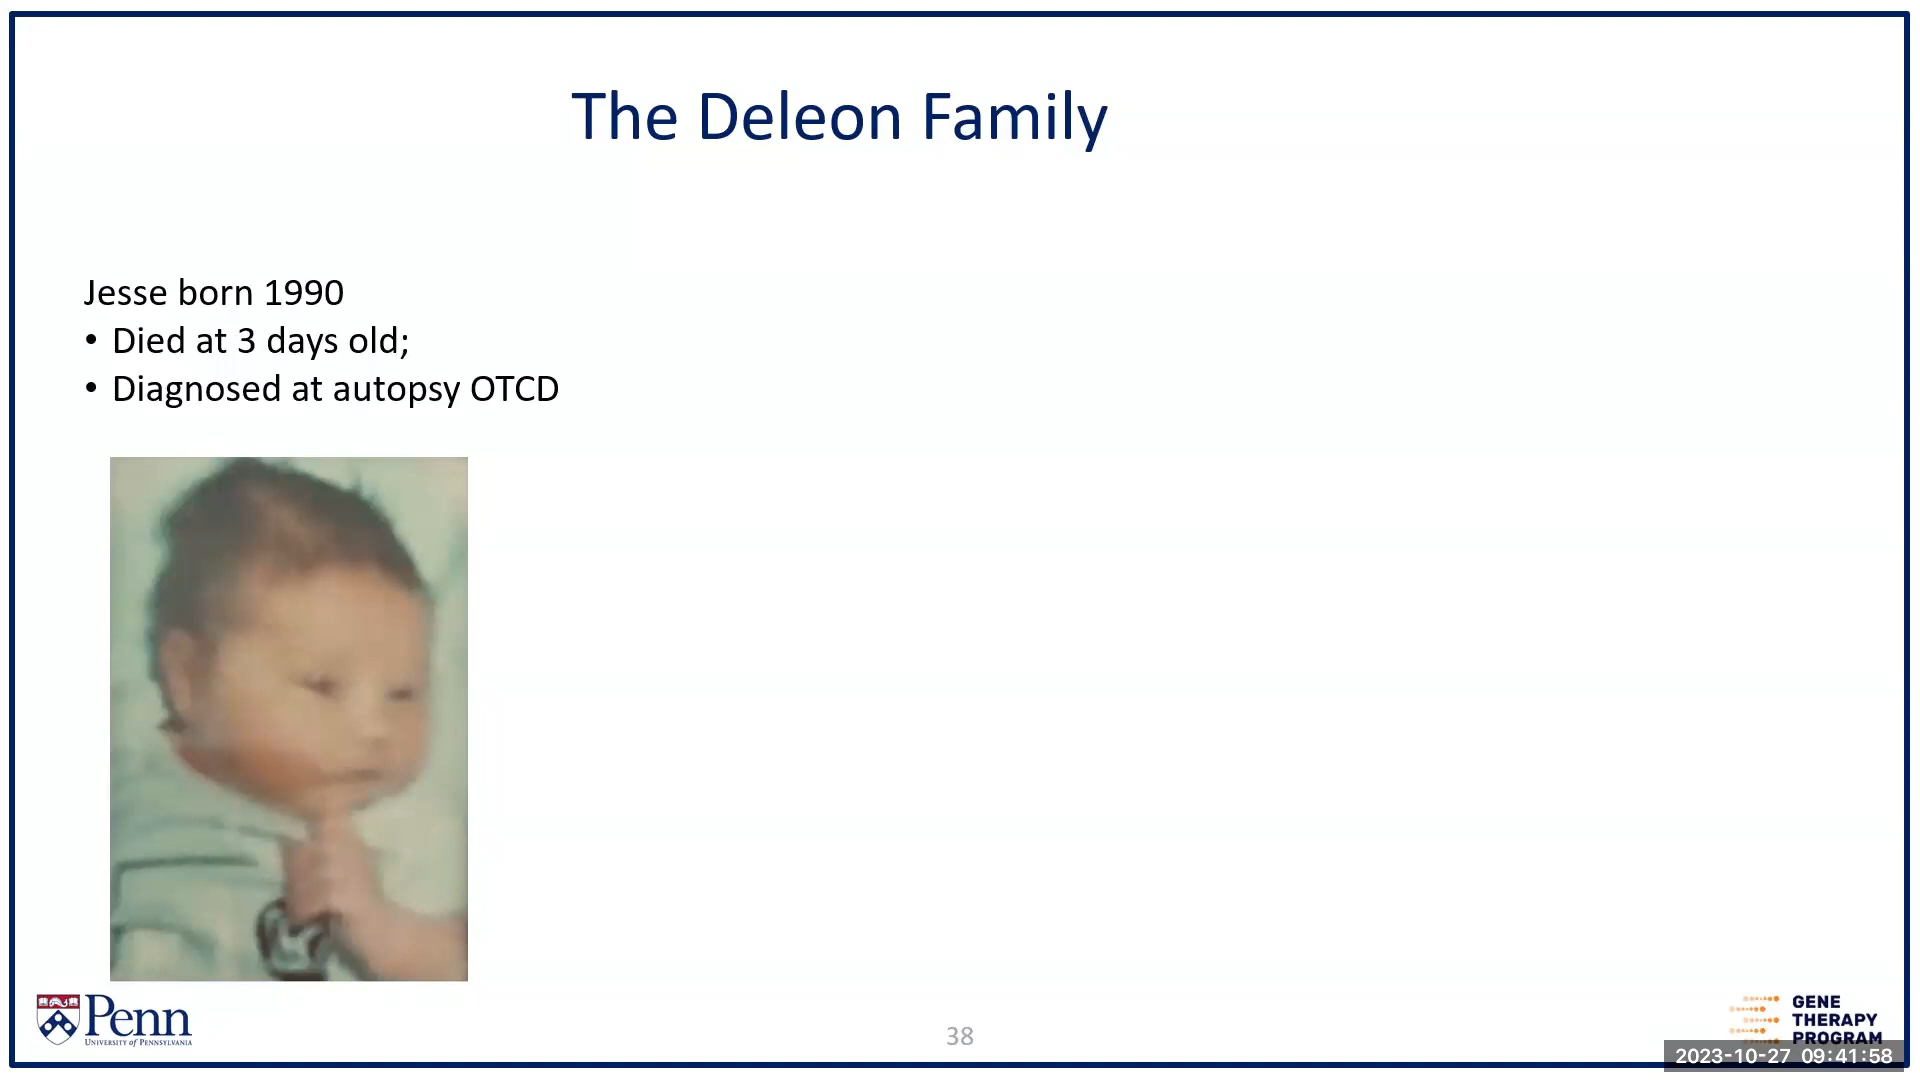 The Deleon Family
Jesse born 1990
• Died at 3 days old;
• Diagnosed at autopsy OTCD
Penn
UNIVERSITY of PENNSYLVANIA
38
GENE
THERAPY
PROGRAM
2023-10-27 09:41:58